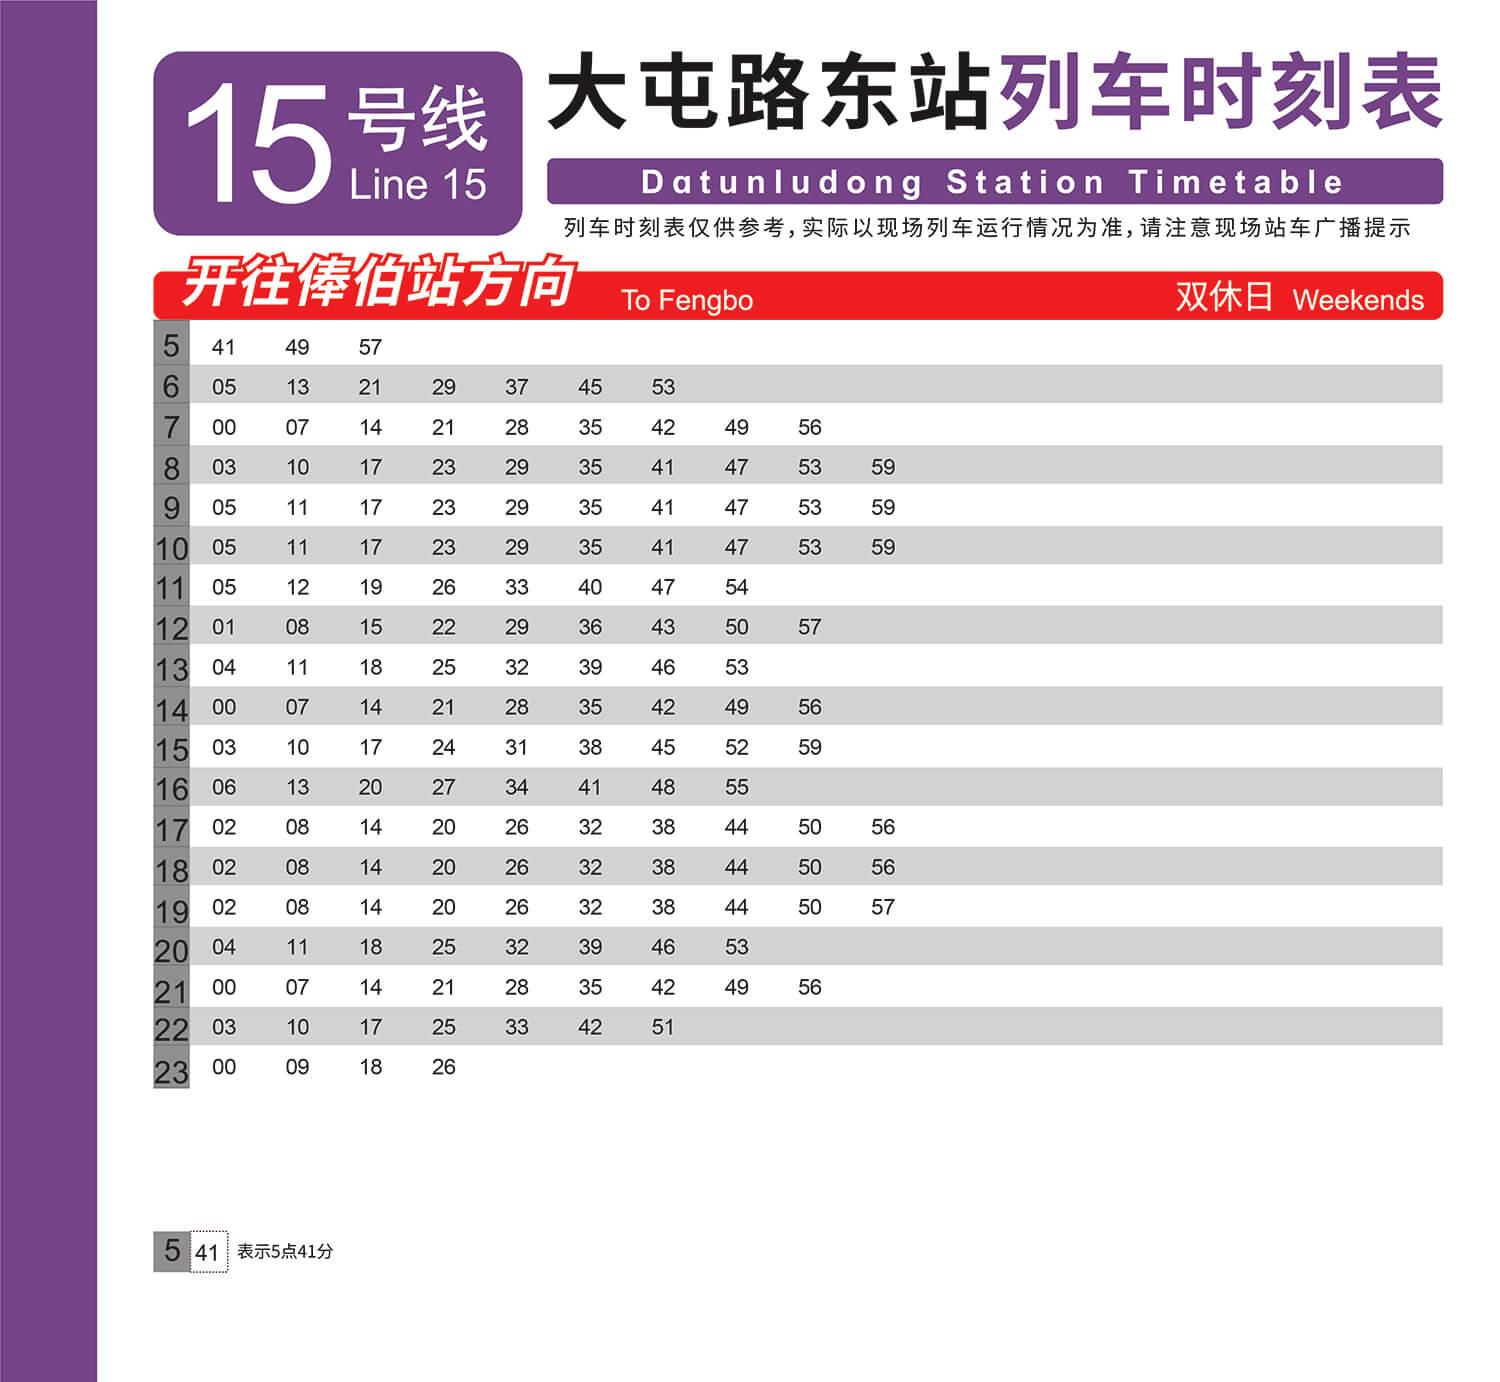 15号线
Line 15
大屯路东站列车时刻表
Datunludong Station Timetable
列车时刻表仅供参考,实际以现场列车运行情况为准,请注意现场站车广播提示
开往俸伯站方向 To Fengbo 双休日 Weekends
5 41 49 57
6 05 13 21 29 37 45 53
7 00 07 14 21 28 35 42 49 56
8 03 10 17 23 29 35 41 47 53 59
9 05 11 17 23 29 35 41 47 53 59
10 05 11 17 23 29 35 41 47 53 59
11 05 12 19 26 33 40 47 54
12 01 08 15 22 29 36 43 50 57
13 04 11 18 25 32 39 46 53
14 00 07 14 21 28 35 42 49 56
15 03 10 17 24 31 38 45 52 59
16 06 13 20 27 34 41 48 55
17 02 08 14 20 26 32 38 44 50 56
18 02 08 14 20 26 32 38 44 50 56
19 02 08 14 20 26 32 38 44 50 57
20 04 11 18 25 32 39 46 53
21 00 07 14 21 28 35 42 49 56
22 03 10 17 25 33 42 51
23 00 09 18 26
5 41 表示5点41分